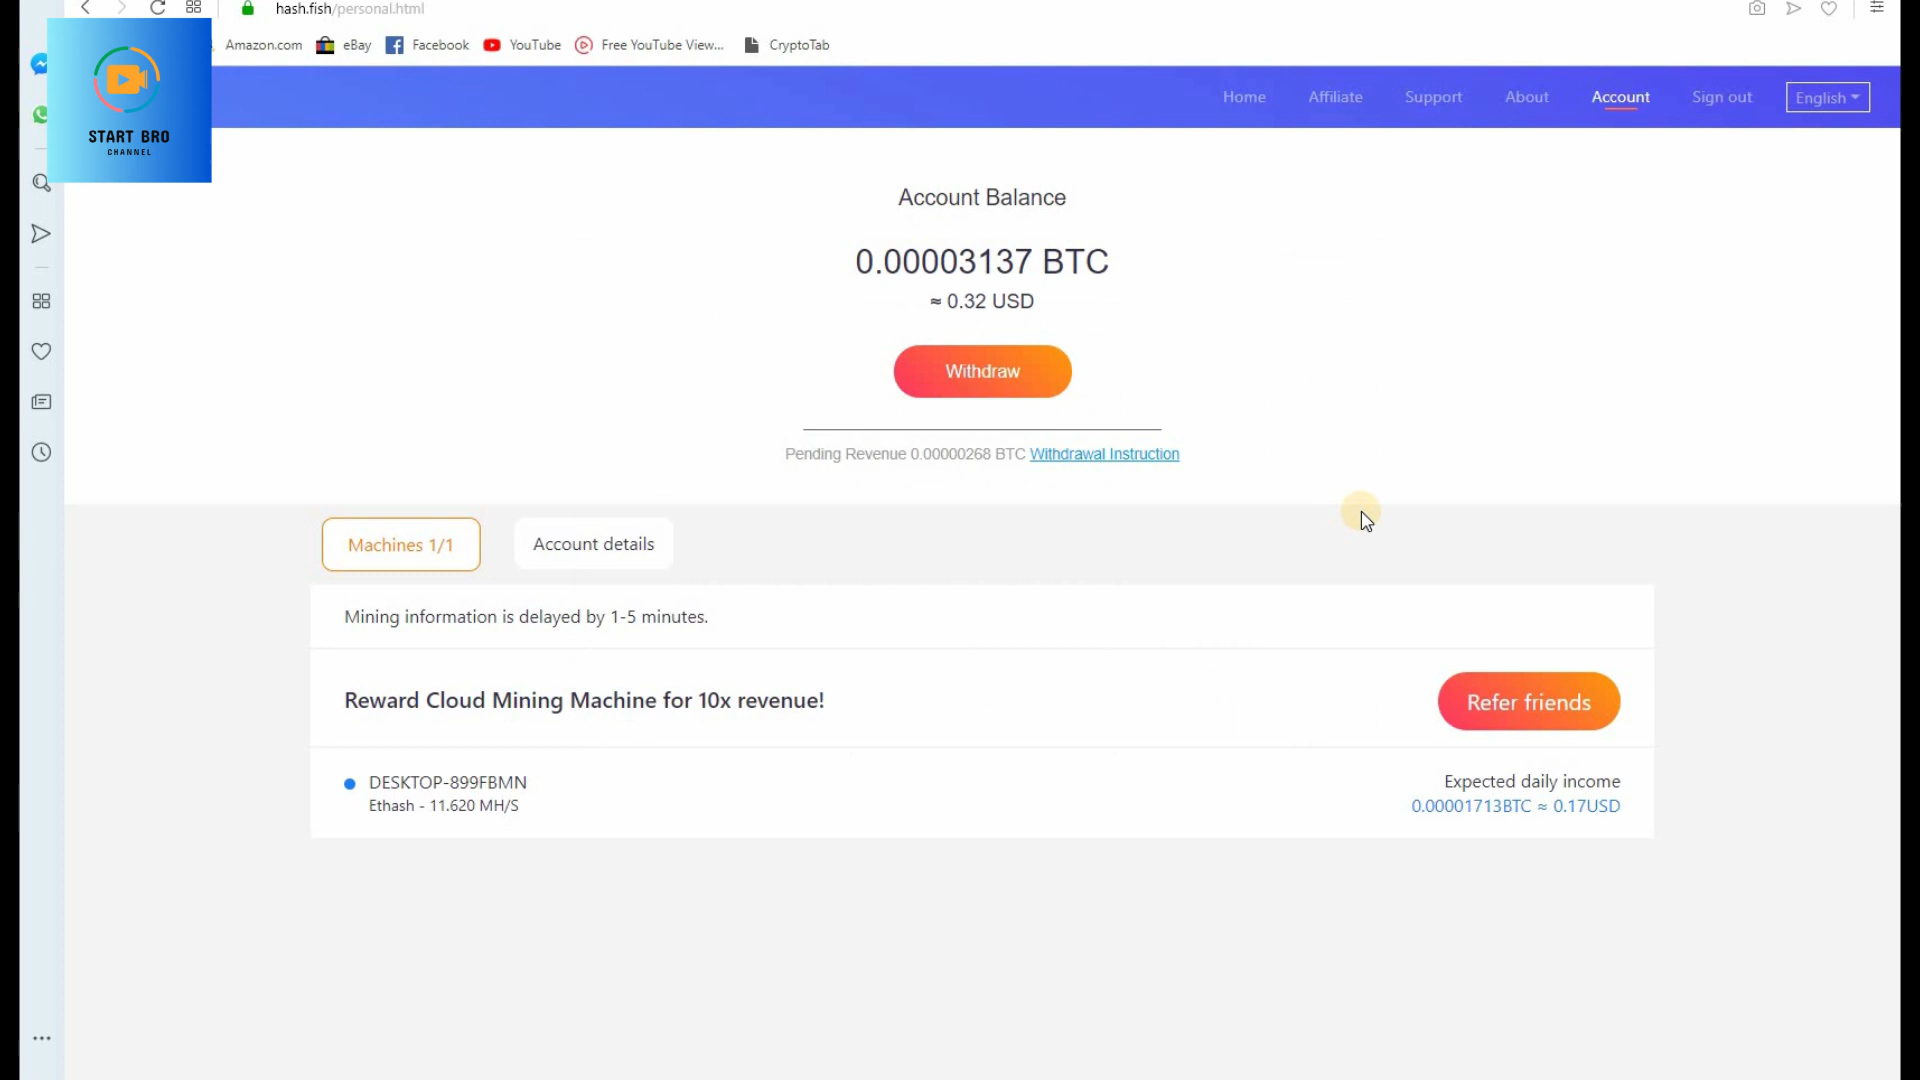 hash.fish/personal.html
Amazon.com eBay Facebook YouTube Free YouTube View... CryptoTab
START BRO
CHANNEL
Home Affiliate Support About Account Sign out English
Account Balance
0.00003137 BTC
≈ 0.32 USD
Withdraw
Pending Revenue 0.00000268 BTC Withdrawal Instruction
Machines 1/1 Account details
Mining information is delayed by 1-5 minutes.
Reward Cloud Mining Machine for 10x revenue! Refer friends
DESKTOP-899FBMN Expected daily income
Ethash - 11.620 MH/S 0.00001713BTC ≈ 0.17USD